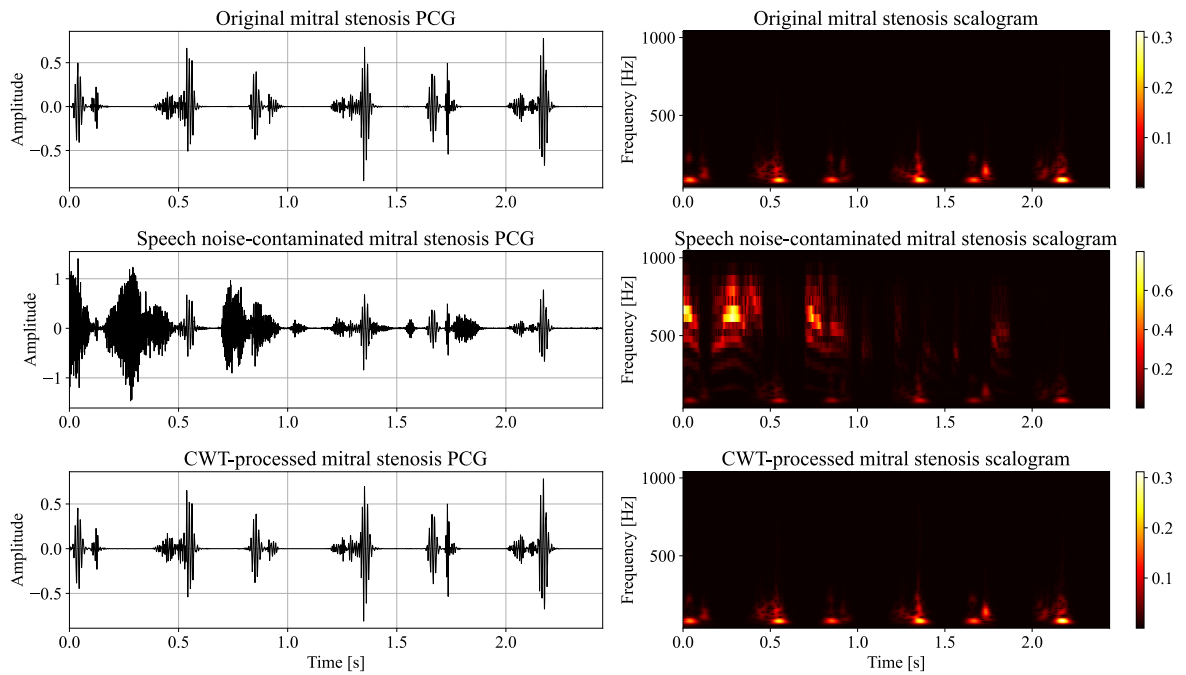 Original mitral stenosis PCG
Amplitude
0.5
0.0
−0.5
0.0 0.5 1.0 1.5 2.0
Original mitral stenosis scalogram
Frequency [Hz]
1000
500
0.0 0.5 1.0 1.5 2.0
0.3
0.2
0.1
Speech noise-contaminated mitral stenosis PCG
Amplitude
1
0
−1
0.0 0.5 1.0 1.5 2.0
Speech noise-contaminated mitral stenosis scalogram
Frequency [Hz]
1000
500
0.0 0.5 1.0 1.5 2.0
0.6
0.4
0.2
CWT-processed mitral stenosis PCG
Amplitude
0.5
0.0
−0.5
0.0 0.5 1.0 1.5 2.0
Time [s]
CWT-processed mitral stenosis scalogram
Frequency [Hz]
1000
500
0.0 0.5 1.0 1.5 2.0
Time [s]
0.3
0.2
0.1